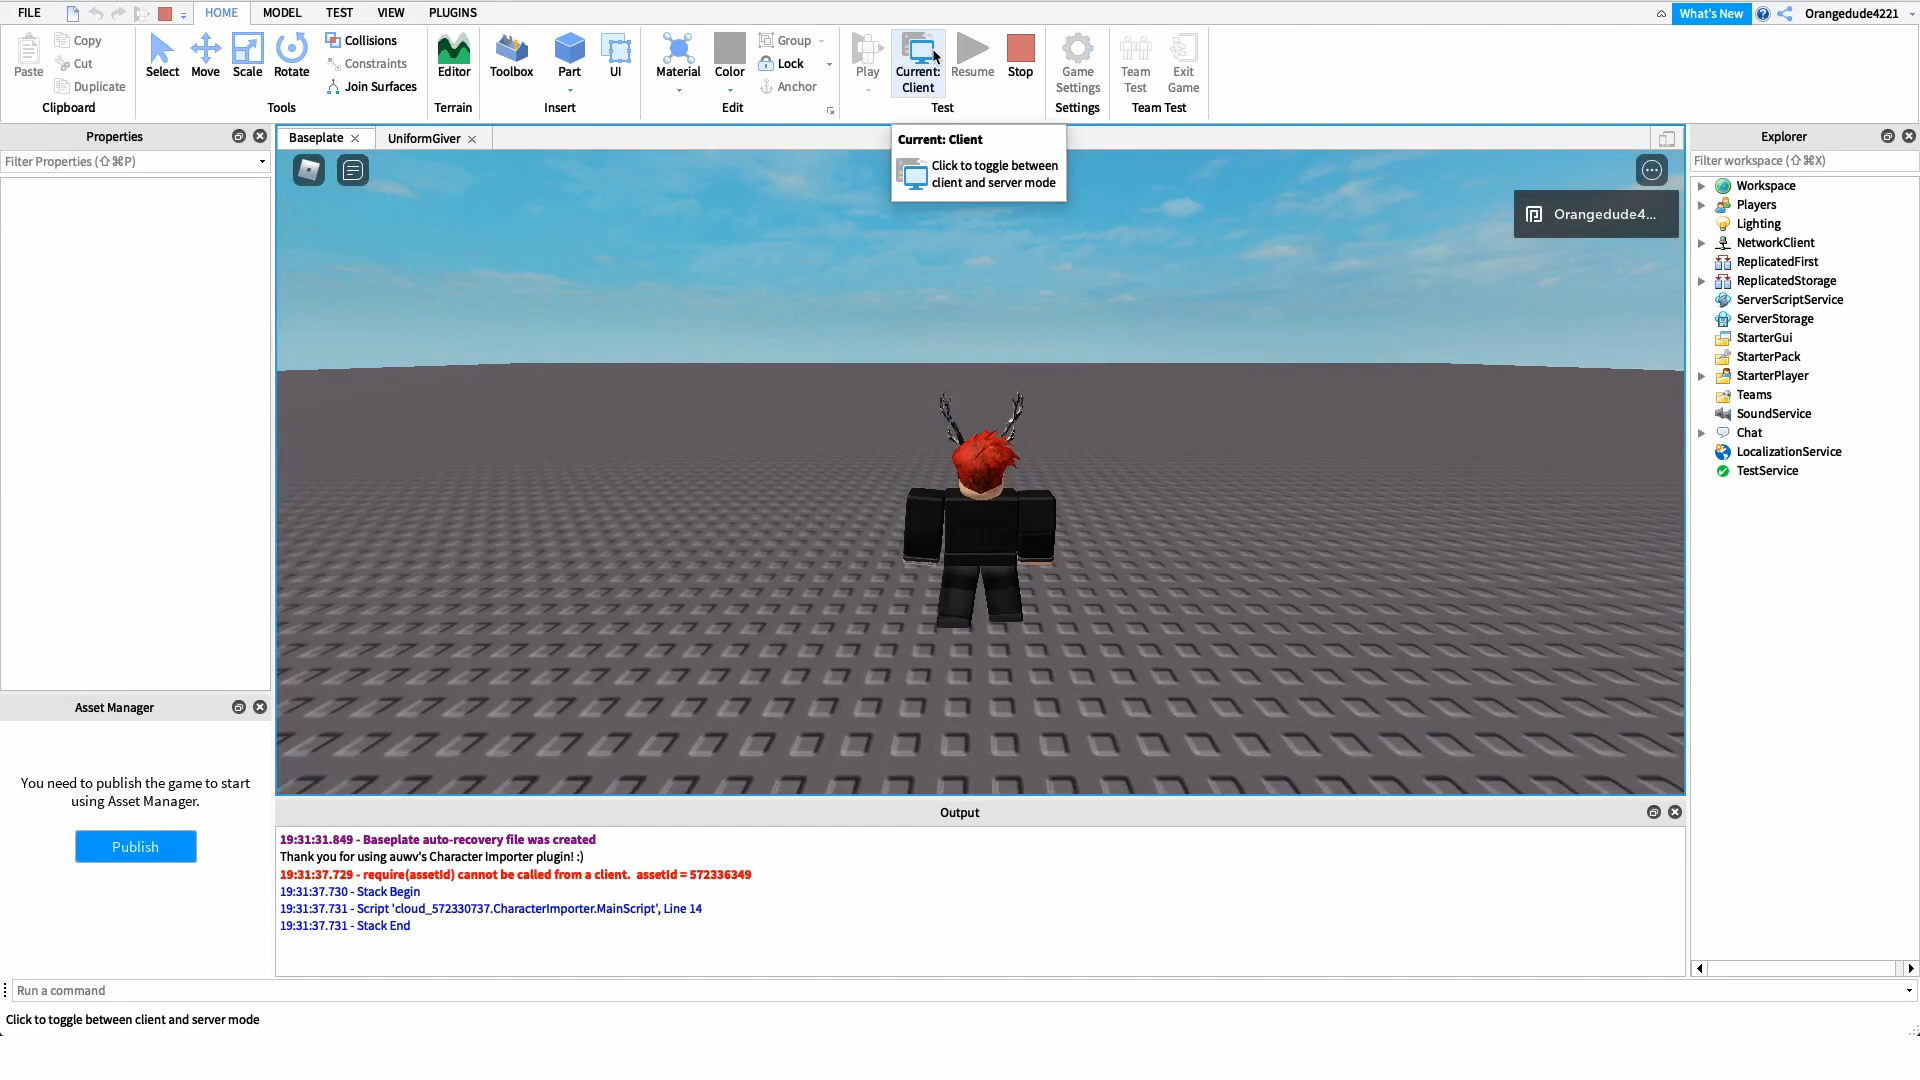 FILE
HOME
MODEL
TEST
VIEW
PLUGINS
What's New
Orangedude4221
Paste
Copy
Cut
Duplicate
Clipboard
Select
Move
Scale
Rotate
Collisions
Constraints
Join Surfaces
Tools
Editor
Terrain
Toolbox
Part
UI
Insert
Material
Color
Group
Lock
Anchor
Edit
Play
Current:
Client
Resume
Stop
Test
Game
Settings
Settings
Team
Test
Exit
Game
Team Test
Properties
Filter Properties (⇧⌘P)
Baseplate
UniformGiver
Current: Client
Click to toggle between
client and server mode
Orangedude4...
Explorer
Filter workspace (⇧⌘X)
Workspace
Players
Lighting
NetworkClient
ReplicatedFirst
ReplicatedStorage
ServerScriptService
ServerStorage
StarterGui
StarterPack
StarterPlayer
Teams
SoundService
Chat
LocalizationService
TestService
Asset Manager
You need to publish the game to start
using Asset Manager.
Publish
Output
19:31:31.849 - Baseplate auto-recovery file was created
Thank you for using auwv's Character Importer plugin! :)
19:31:37.729 - require(assetId) cannot be called from a client.  assetId = 572336349
19:31:37.730 - Stack Begin
19:31:37.731 - Script 'cloud_572330737.CharacterImporter.MainScript', Line 14
19:31:37.731 - Stack End
Run a command
Click to toggle between client and server mode